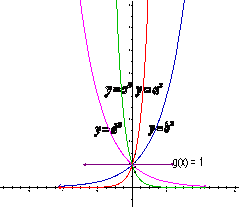 y = c^x y = a^x
y = d^x y = b^x
g(x) = 1